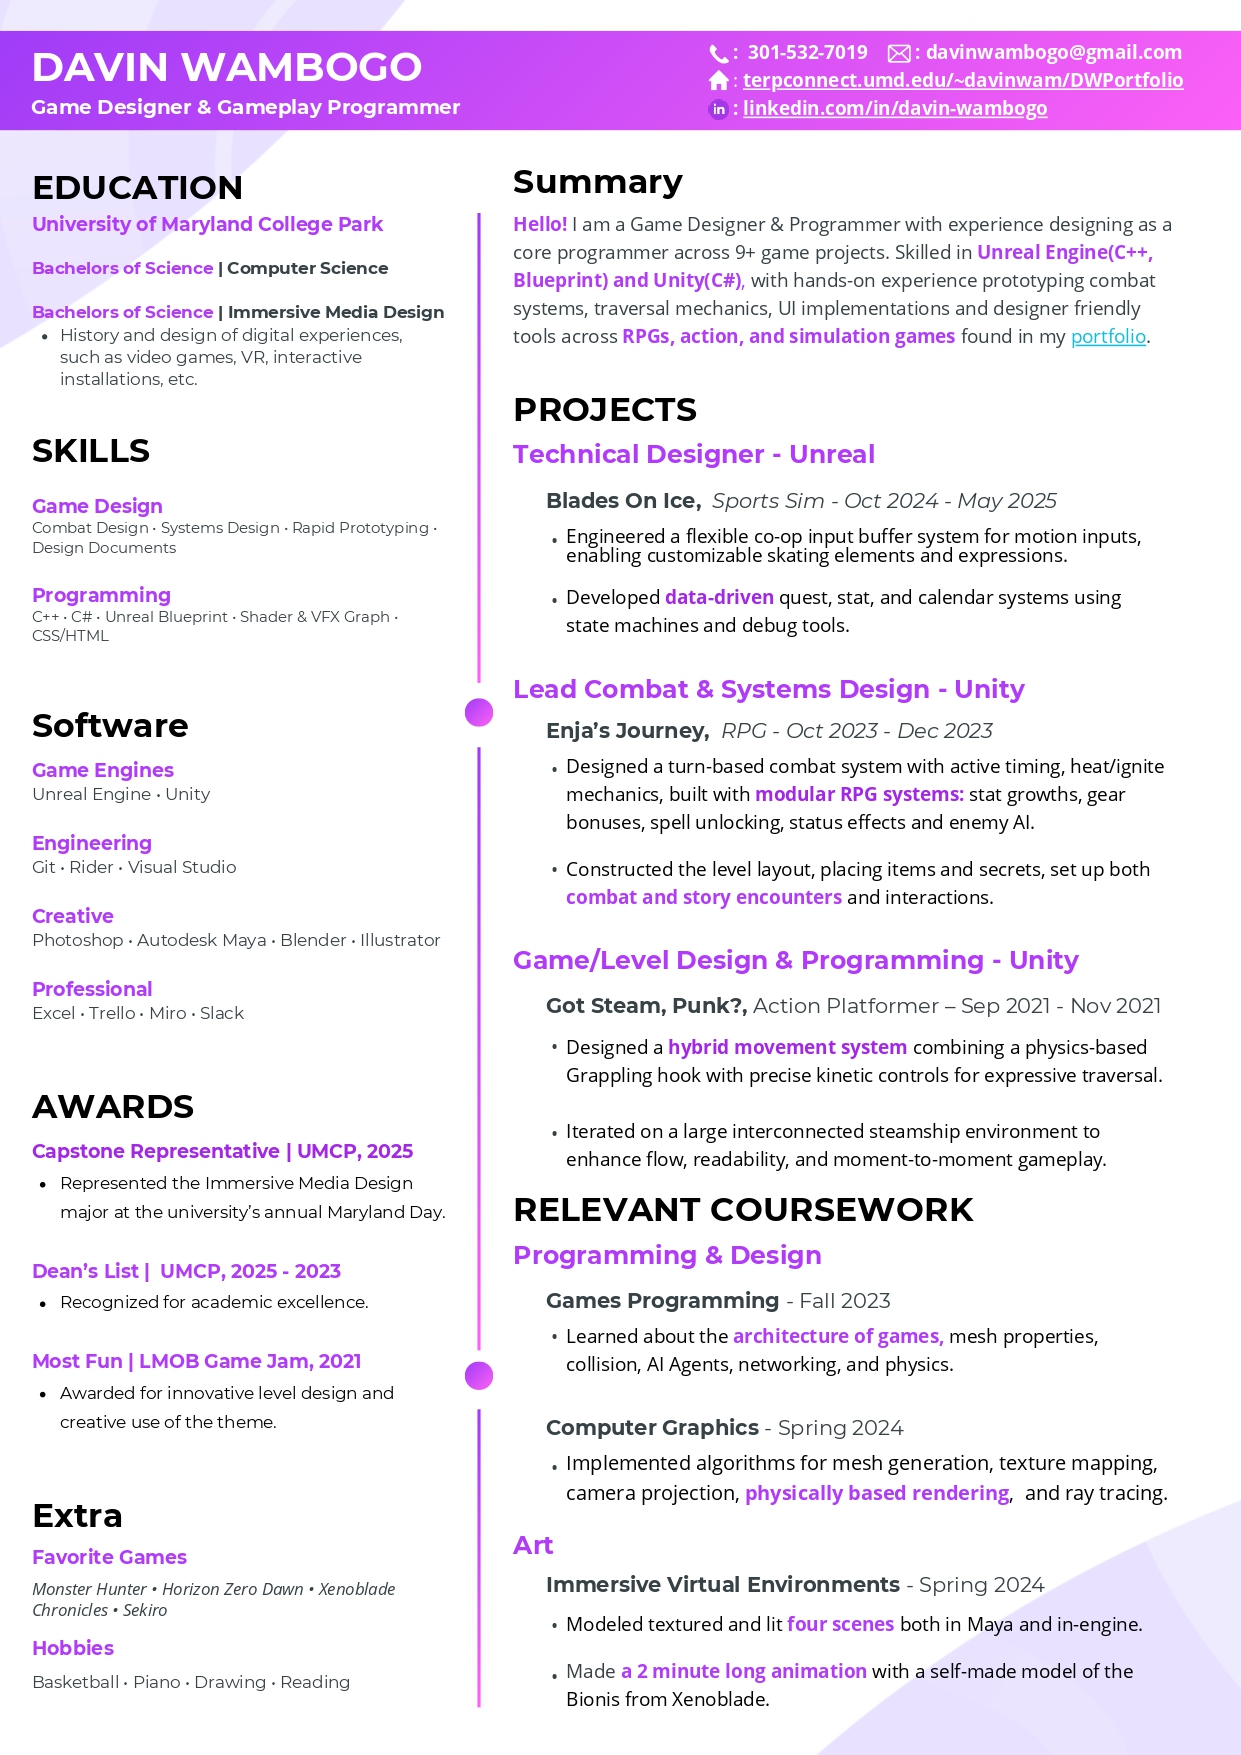 DAVIN WAMBOGO
Game Designer & Gameplay Programmer
: 301-532-7019 : davinwambogo@gmail.com
: terpconnect.umd.edu/~davinwam/DWPortfolio
in : linkedin.com/in/davin-wambogo
EDUCATION
University of Maryland College Park
Bachelors of Science | Computer Science
Bachelors of Science | Immersive Media Design
• History and design of digital experiences,
such as video games, VR, interactive
installations, etc.
SKILLS
Game Design
Combat Design • Systems Design • Rapid Prototyping •
Design Documents
Programming
C++ • C# • Unreal Blueprint • Shader & VFX Graph •
CSS/HTML
Software
Game Engines
Unreal Engine • Unity
Engineering
Git • Rider • Visual Studio
Creative
Photoshop • Autodesk Maya • Blender • Illustrator
Professional
Excel • Trello • Miro • Slack
AWARDS
Capstone Representative | UMCP, 2025
• Represented the Immersive Media Design
major at the university's annual Maryland Day.
Dean's List | UMCP, 2025 - 2023
• Recognized for academic excellence.
Most Fun | LMOB Game Jam, 2021
• Awarded for innovative level design and
creative use of the theme.
Extra
Favorite Games
Monster Hunter • Horizon Zero Dawn • Xenoblade
Chronicles • Sekiro
Hobbies
Basketball • Piano • Drawing • Reading
Summary
Hello! I am a Game Designer & Programmer with experience designing as a
core programmer across 9+ game projects. Skilled in Unreal Engine(C++,
Blueprint) and Unity(C#), with hands-on experience prototyping combat
systems, traversal mechanics, UI implementations and designer friendly
tools across RPGs, action, and simulation games found in my portfolio.
PROJECTS
Technical Designer - Unreal
Blades On Ice, Sports Sim - Oct 2024 - May 2025
• Engineered a flexible co-op input buffer system for motion inputs,
enabling customizable skating elements and expressions.
• Developed data-driven quest, stat, and calendar systems using
state machines and debug tools.
Lead Combat & Systems Design - Unity
Enja's Journey, RPG - Oct 2023 - Dec 2023
• Designed a turn-based combat system with active timing, heat/ignite
mechanics, built with modular RPG systems: stat growths, gear
bonuses, spell unlocking, status effects and enemy AI.
• Constructed the level layout, placing items and secrets, set up both
combat and story encounters and interactions.
Game/Level Design & Programming - Unity
Got Steam, Punk?, Action Platformer – Sep 2021 - Nov 2021
• Designed a hybrid movement system combining a physics-based
Grappling hook with precise kinetic controls for expressive traversal.
• Iterated on a large interconnected steamship environment to
enhance flow, readability, and moment-to-moment gameplay.
RELEVANT COURSEWORK
Programming & Design
Games Programming - Fall 2023
• Learned about the architecture of games, mesh properties,
collision, AI Agents, networking, and physics.
Computer Graphics - Spring 2024
• Implemented algorithms for mesh generation, texture mapping,
camera projection, physically based rendering, and ray tracing.
Art
Immersive Virtual Environments - Spring 2024
• Modeled textured and lit four scenes both in Maya and in-engine.
• Made a 2 minute long animation with a self-made model of the
Bionis from Xenoblade.